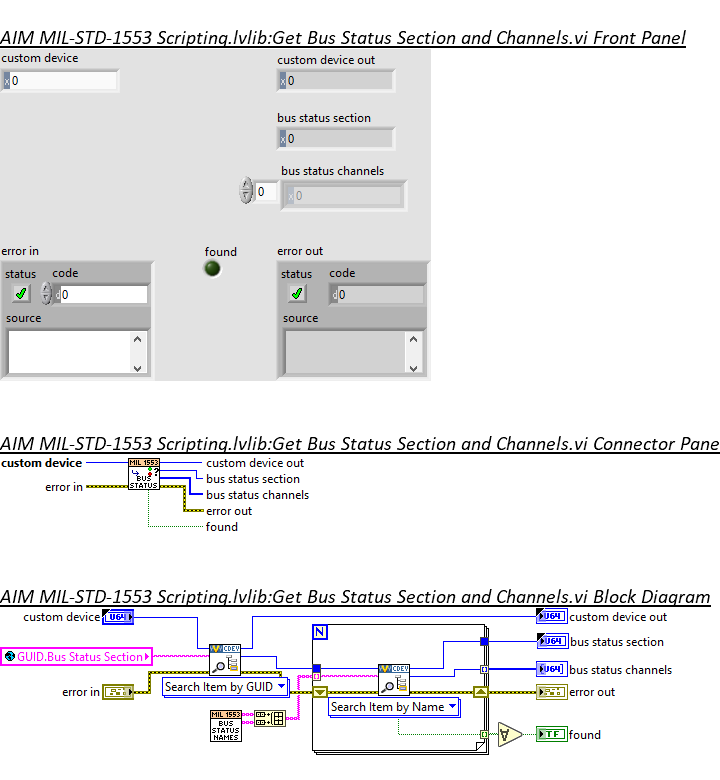 AIM MIL-STD-1553 Scripting.lvlib:Get Bus Status Section and Channels.vi Front Panel
custom device
custom device out
x 0
x 0
bus status section
x 0
bus status channels
0
x 0
error in
found
error out
status code
status code
d 0
d 0
source
source
AIM MIL-STD-1553 Scripting.lvlib:Get Bus Status Section and Channels.vi Connector Pane
custom device
MIL 1553
custom device out
?
bus status section
error in
BUS
STATUS
bus status channels
error out
found
AIM MIL-STD-1553 Scripting.lvlib:Get Bus Status Section and Channels.vi Block Diagram
custom device
U64
U64
custom device out
N
U64
bus status section
CDEV
GUID.Bus Status Section
CDEV
U64
bus status channels
Search Item by GUID
error in
error out
Search Item by Name
MIL 1553
BUS
STATUS
NAMES
∀
TF
found